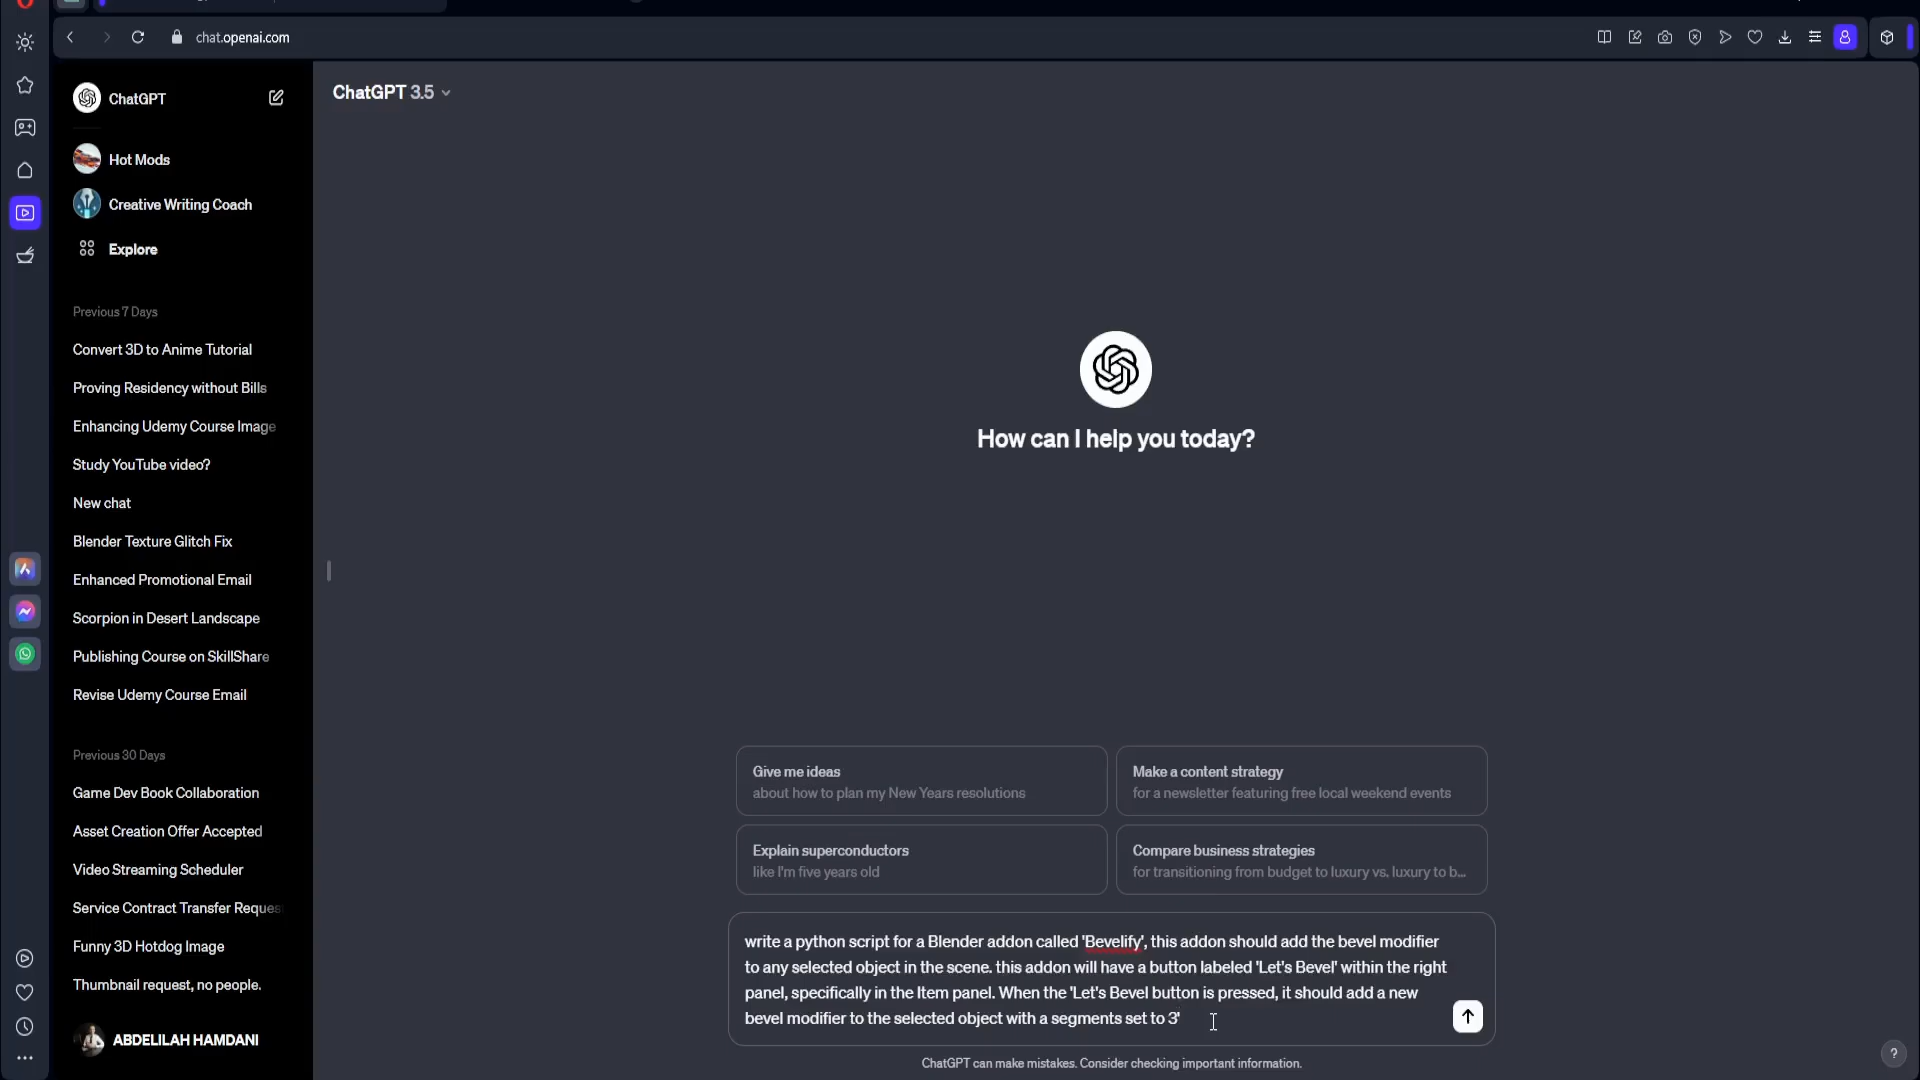 chat.openai.com
ChatGPT
ChatGPT 3.5
Hot Mods
Creative Writing Coach
Explore
Previous 7 Days
Convert 3D to Anime Tutorial
Proving Residency without Bills
Enhancing Udemy Course Image
Study YouTube video?
New chat
Blender Texture Glitch Fix
Enhanced Promotional Email
Scorpion in Desert Landscape
Publishing Course on SkillShare
Revise Udemy Course Email
Previous 30 Days
Game Dev Book Collaboration
Asset Creation Offer Accepted
Video Streaming Scheduler
Service Contract Transfer Reques
Funny 3D Hotdog Image
Thumbnail request, no people.
ABDELILAH HAMDANI
How can I help you today?
Give me ideas
about how to plan my New Years resolutions
Make a content strategy
for a newsletter featuring free local weekend events
Explain superconductors
like I'm five years old
Compare business strategies
for transitioning from budget to luxury vs. luxury to b...
write a python script for a Blender addon called 'Bevelify', this addon should add the bevel modifier
to any selected object in the scene. this addon will have a button labeled 'Let's Bevel' within the right
panel, specifically in the Item panel. When the 'Let's Bevel button is pressed, it should add a new
bevel modifier to the selected object with a segments set to 3'
ChatGPT can make mistakes. Consider checking important information.
?